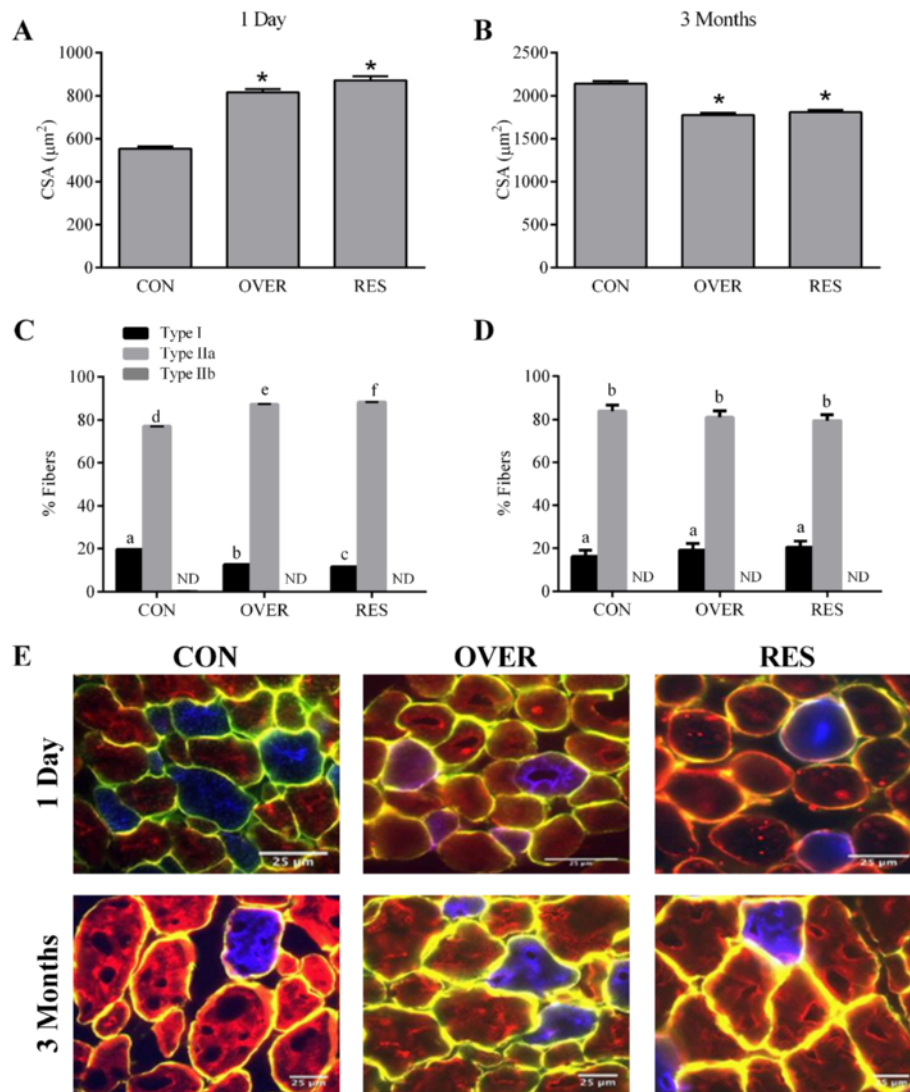 A 1 Day
1000
800
600
400
200
0
CSA (μm²)
* *
CON OVER RES
B 3 Months
2500
2000
1500
1000
500
0
CSA (μm²)
* *
CON OVER RES
C
Type I
Type IIa
Type IIb
100
80
60
40
20
0
% Fibers
a d ND b e ND c f ND
CON OVER RES
D
100
80
60
40
20
0
% Fibers
a b ND a b ND a b ND
CON OVER RES
E CON OVER RES
1 Day
25 μm 25 μm 25 μm
3 Months
25 μm 25 μm 25 μm